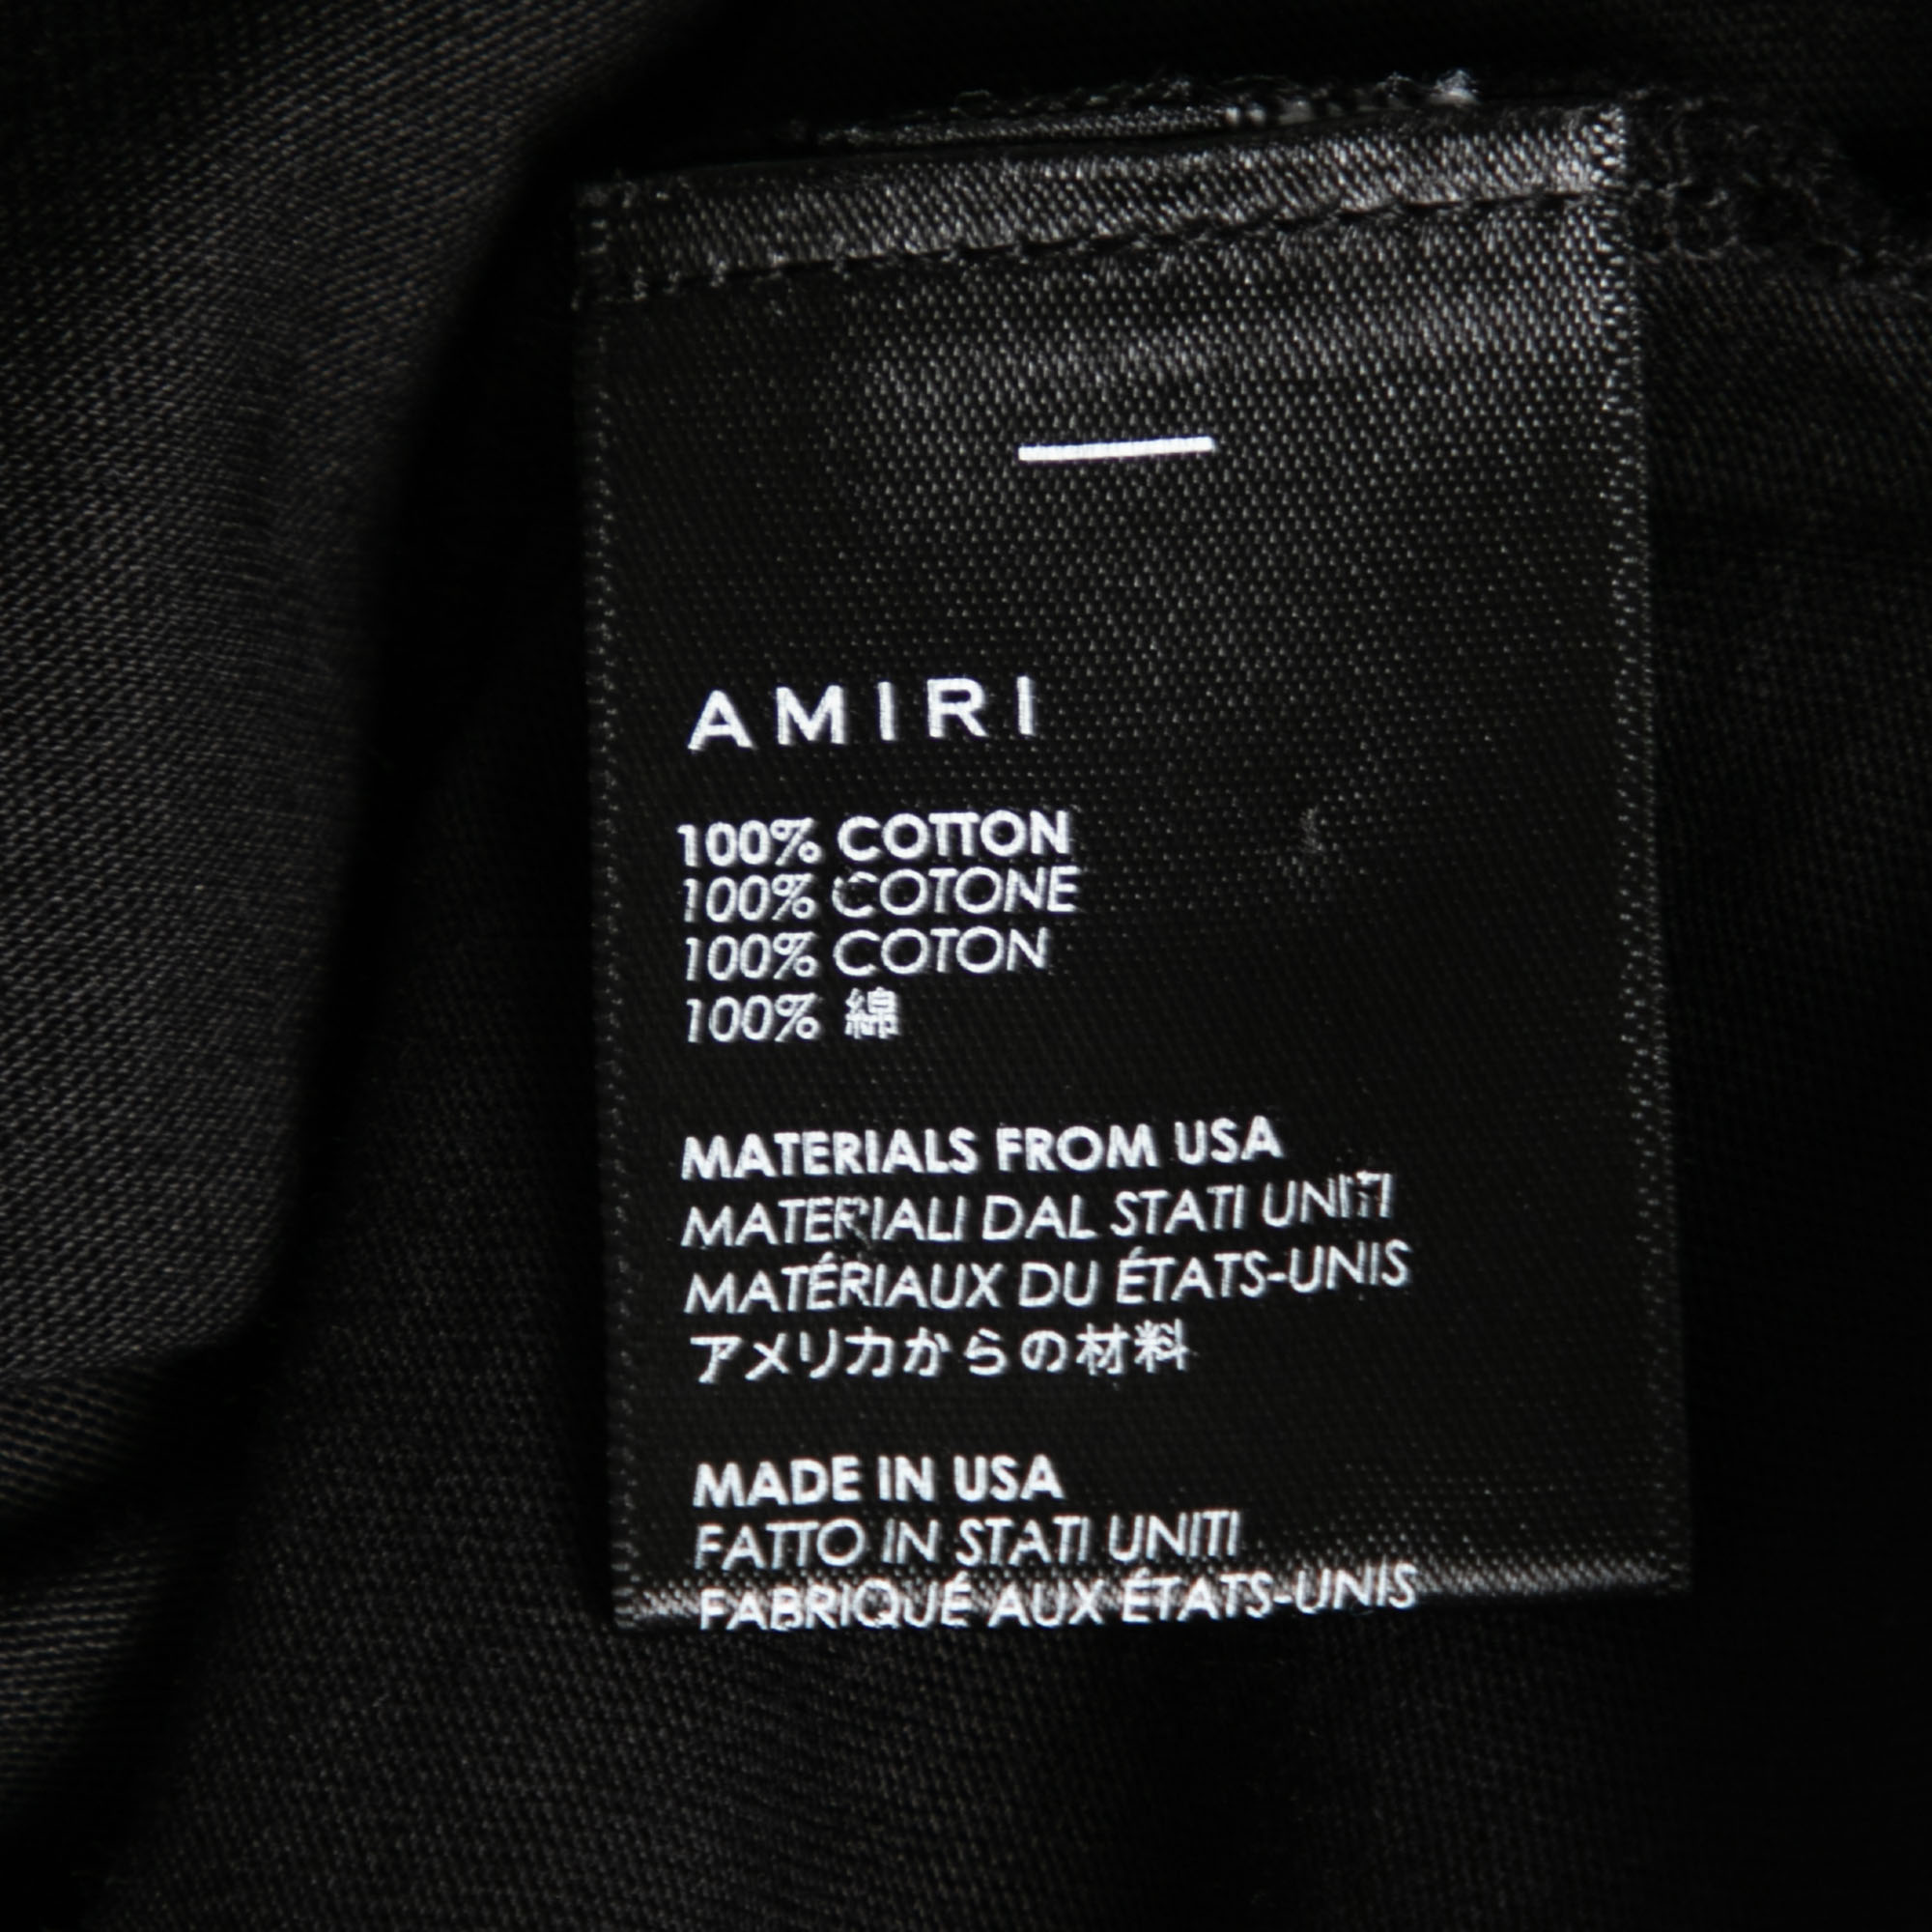 AMIRI
100% COTTON
100% COTONE
100% COTON
100% 綿
MATERIALS FROM USA
MATERIALI DAL STATI UNITI
MATÉRIAUX DU ÉTATS-UNIS
アメリカからの材料
MADE IN USA
FATTO IN STATI UNITI
FABRIQUÉ AUX ÉTATS-UNIS